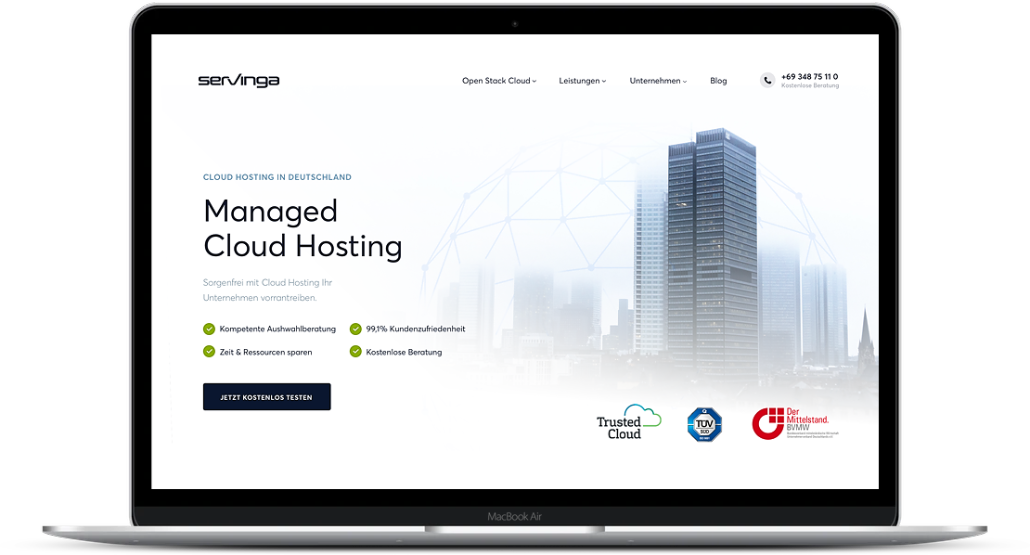 servinga
Open Stack Cloud
Leistungen
Unternehmen
Blog
+69 348 75 11 0
Kostenlose Beratung
CLOUD HOSTING IN DEUTSCHLAND
Managed
Cloud Hosting
Sorgenfrei mit Cloud Hosting Ihr
Unternehmen vorrantreiben.
Kompetente Aushwahlberatung
99,1% Kundenzufriedenheit
Zeit & Ressourcen sparen
Kostenlose Beratung
JETZT KOSTENLOS TESTEN
Trusted
Cloud
TÜV
SÜD
Der
Mittelstand.
BVMW
MacBook Air